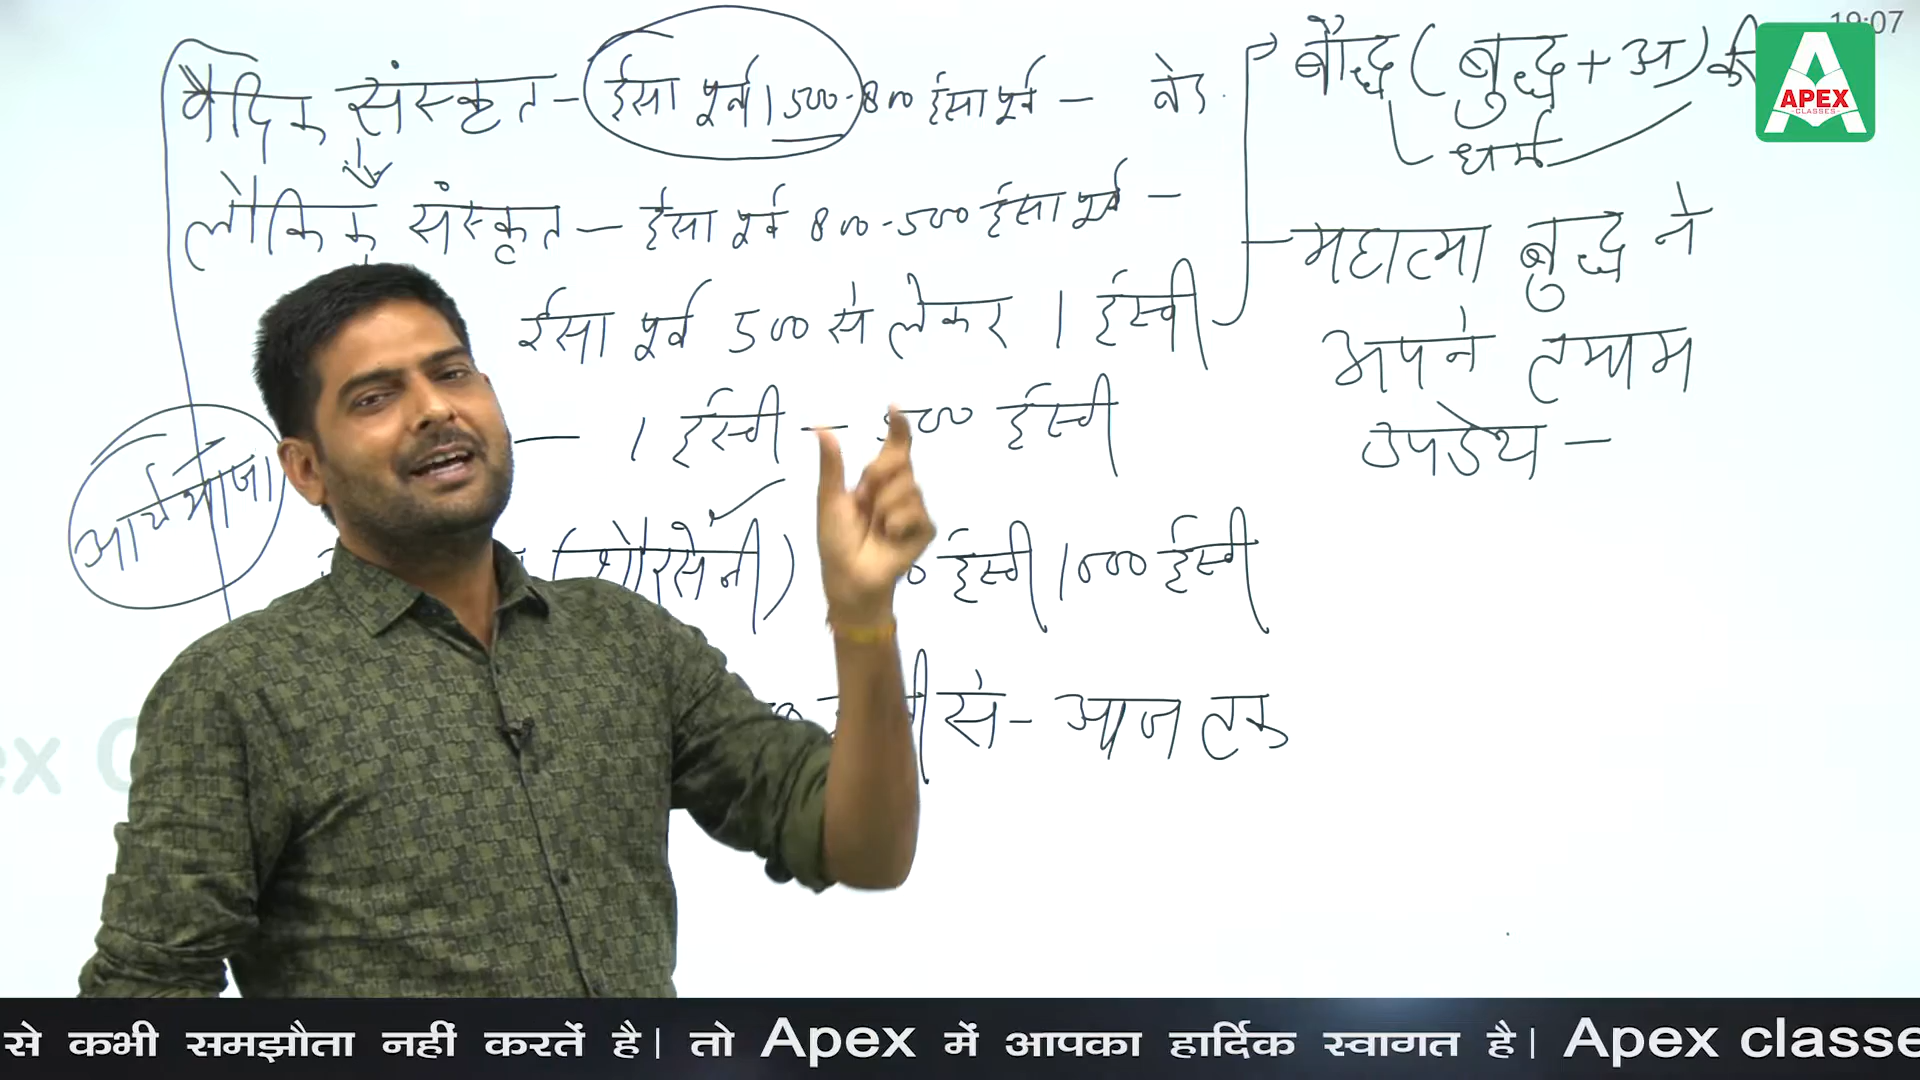 वैदिक संस्कृत - ईसा पूर्व 1500 - 800 ईसा पूर्व - वेद
लौकिक संस्कृत - ईसा पूर्व 800 - 500 ईसा पूर्व -
ईसा पूर्व 500 से लेकर 1 ईस्वी
— 1 ईस्वी — 500 ईस्वी
(शौरसेनी) ईस्वी 1000 ईस्वी
से - आज तक
आर्य भाषा
बौद्ध (बुद्ध + अ) की
धर्म
महात्मा बुद्ध ने
अपने तमाम
उपदेश -
19:07
APEX
CLASSES
से कभी समझौता नहीं करतें है। तो Apex में आपका हार्दिक स्वागत है। Apex classe